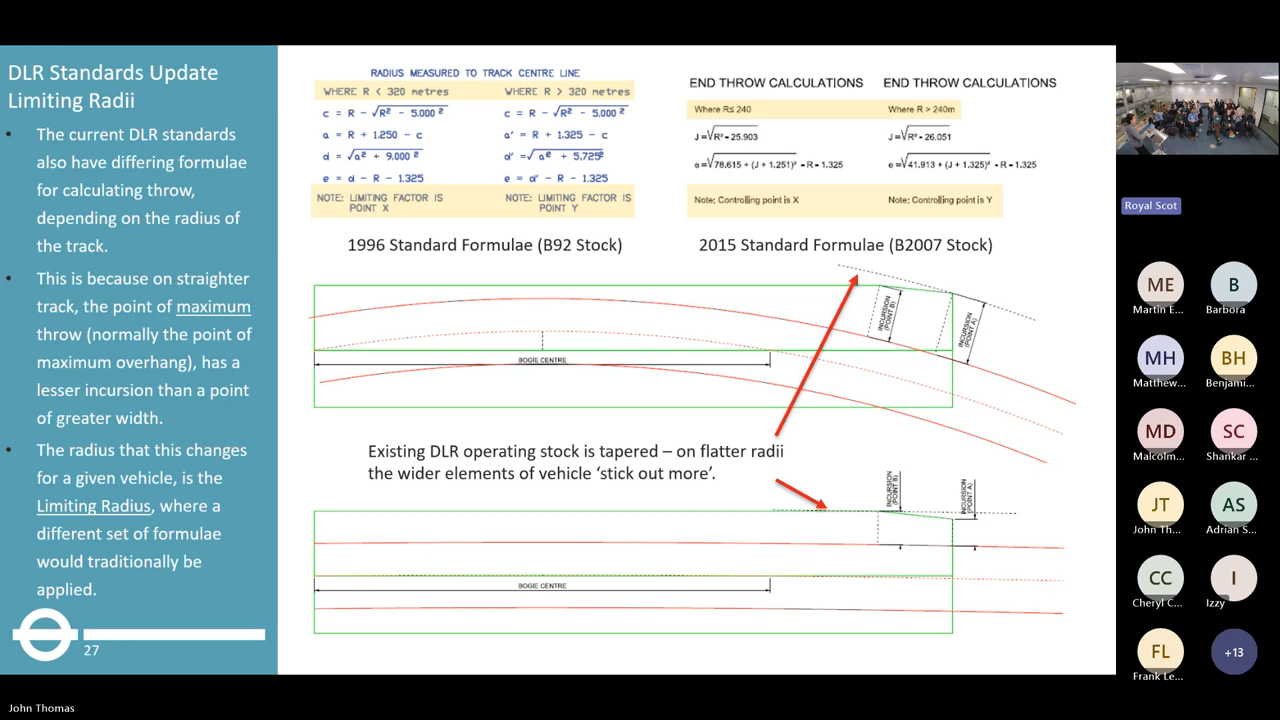 DLR Standards Update
Limiting Radii
• The current DLR standards
also have differing formulae
for calculating throw,
depending on the radius of
the track.
• This is because on straighter
track, the point of maximum
throw (normally the point of
maximum overhang), has a
lesser incursion than a point
of greater width.
• The radius that this changes
for a given vehicle, is the
Limiting Radius, where a
different set of formulae
would traditionally be
applied.
27
RADIUS MEASURED TO TRACK CENTRE LINE
WHERE R < 320 metres
c = R - √R² - 5.000²
a = R + 1.250 - c
d = √a² + 9.000²
e = d - R - 1.325
NOTE: LIMITING FACTOR IS
POINT X
WHERE R > 320 metres
c = R - √R² - 5.000²
a' = R + 1.325 - c
d' = √a² + 5.725²
e = d' - R - 1.325
NOTE: LIMITING FACTOR IS
POINT Y
1996 Standard Formulae (B92 Stock)
END THROW CALCULATIONS
Where R≤ 240
J = √R² - 25.903
e = √78.615 + (J + 1.251)² - R - 1.325
Note: Controlling point is X
END THROW CALCULATIONS
Where R > 240m
J = √R² - 26.051
e = √41.913 + (J + 1.325)² - R - 1.325
Note: Controlling point is Y
2015 Standard Formulae (B2007 Stock)
INCURSION
(POINT B)
INCURSION
(POINT A)
BOGIE CENTRE
Existing DLR operating stock is tapered – on flatter radii
the wider elements of vehicle ‘stick out more’.
INCURSION
(POINT B)
INCURSION
(POINT A)
BOGIE CENTRE
Royal Scot
ME
Martin E...
B
Barbora
MH
Matthew...
BH
Benjami...
MD
Malcolm...
SC
Shankar ...
JT
John Th...
AS
Adrian S...
CC
Cheryl C...
I
Izzy
FL
Frank Le...
+13
John Thomas